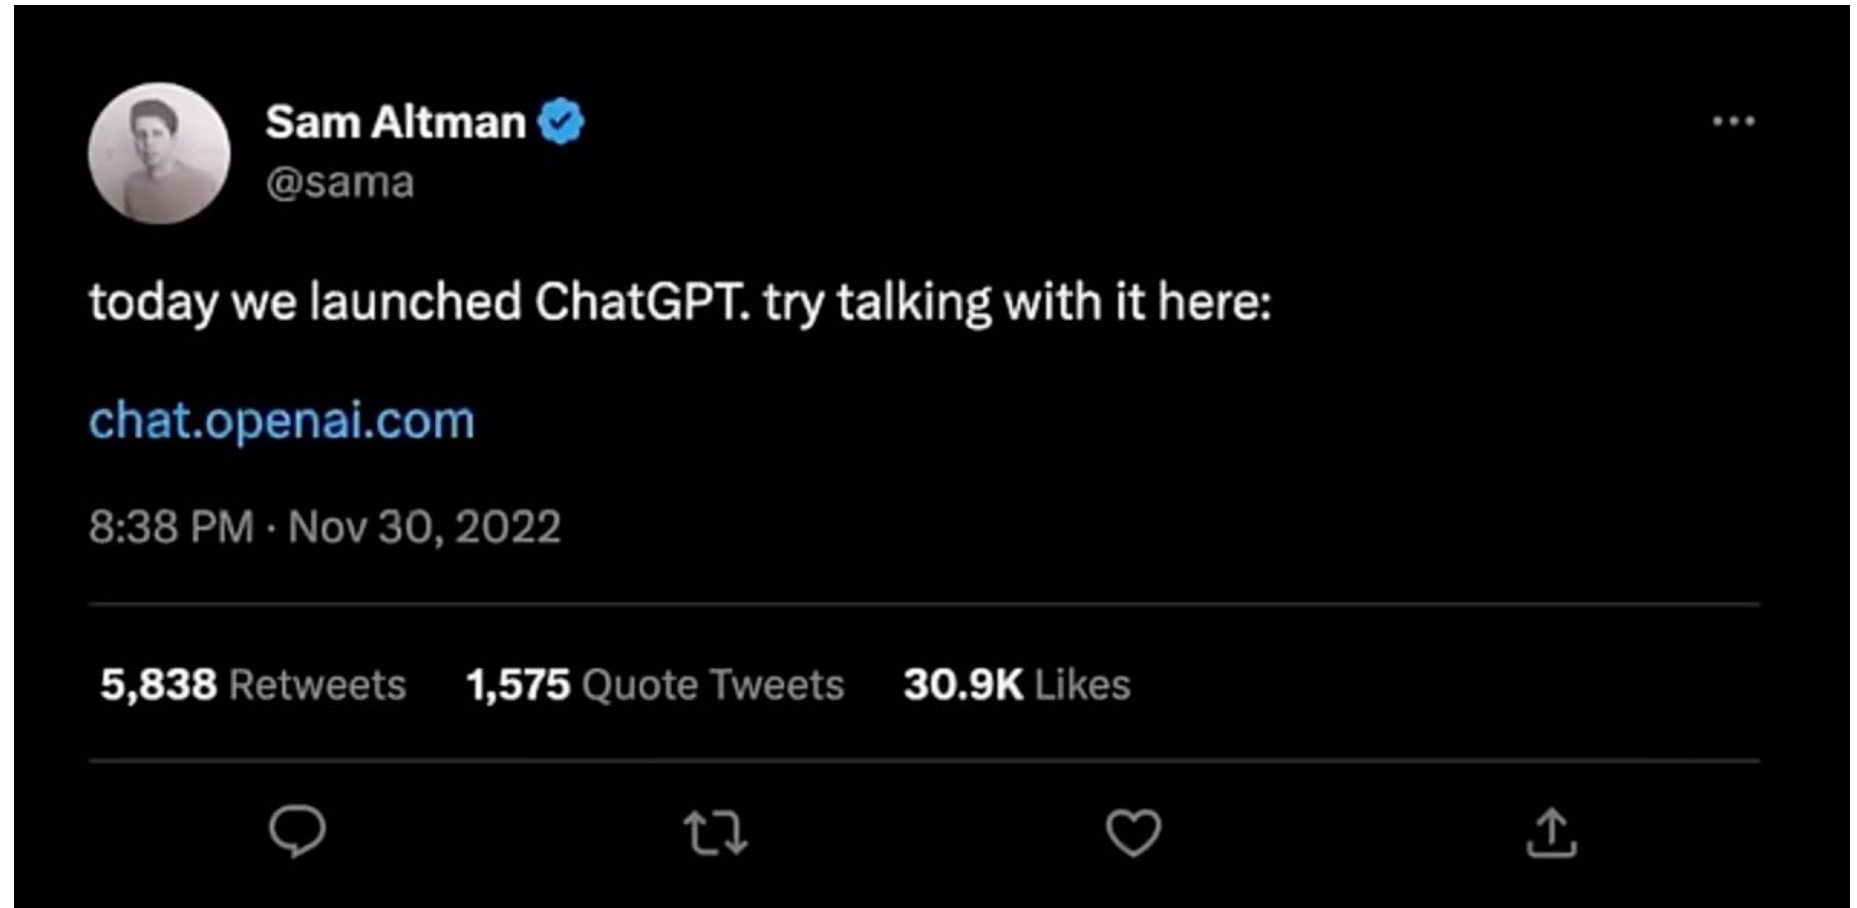 Sam Altman
@sama
today we launched ChatGPT. try talking with it here:
chat.openai.com
8:38 PM · Nov 30, 2022
5,838 Retweets 1,575 Quote Tweets 30.9K Likes